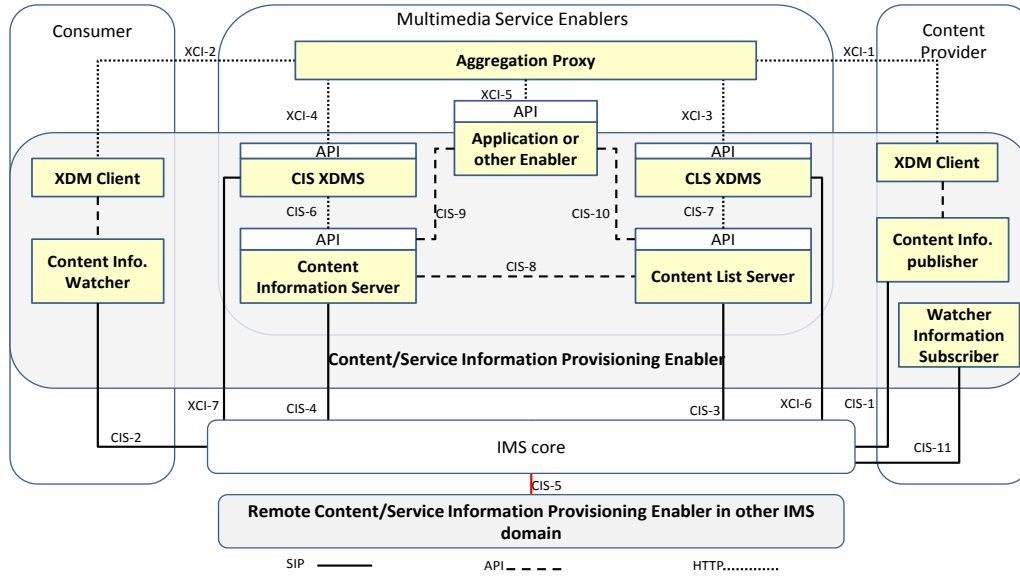 Consumer
Multimedia Service Enablers
Content
Provider
XCI-2
XCI-1
Aggregation Proxy
XCI-5
XCI-4
XCI-3
API
Application or
other Enabler
API
CIS XDMS
API
CLS XDMS
XDM Client
XDM Client
CIS-6
CIS-9
CIS-10
CIS-7
API
Content
Information Server
CIS-8
API
Content List Server
Content Info.
Watcher
Content Info.
publisher
Watcher
Information
Subscriber
Content/Service Information Provisioning Enabler
XCI-7
CIS-4
CIS-3
XCI-6
CIS-1
CIS-2
IMS core
CIS-11
CIS-5
Remote Content/Service Information Provisioning Enabler in other IMS
domain
SIP
API
HTTP